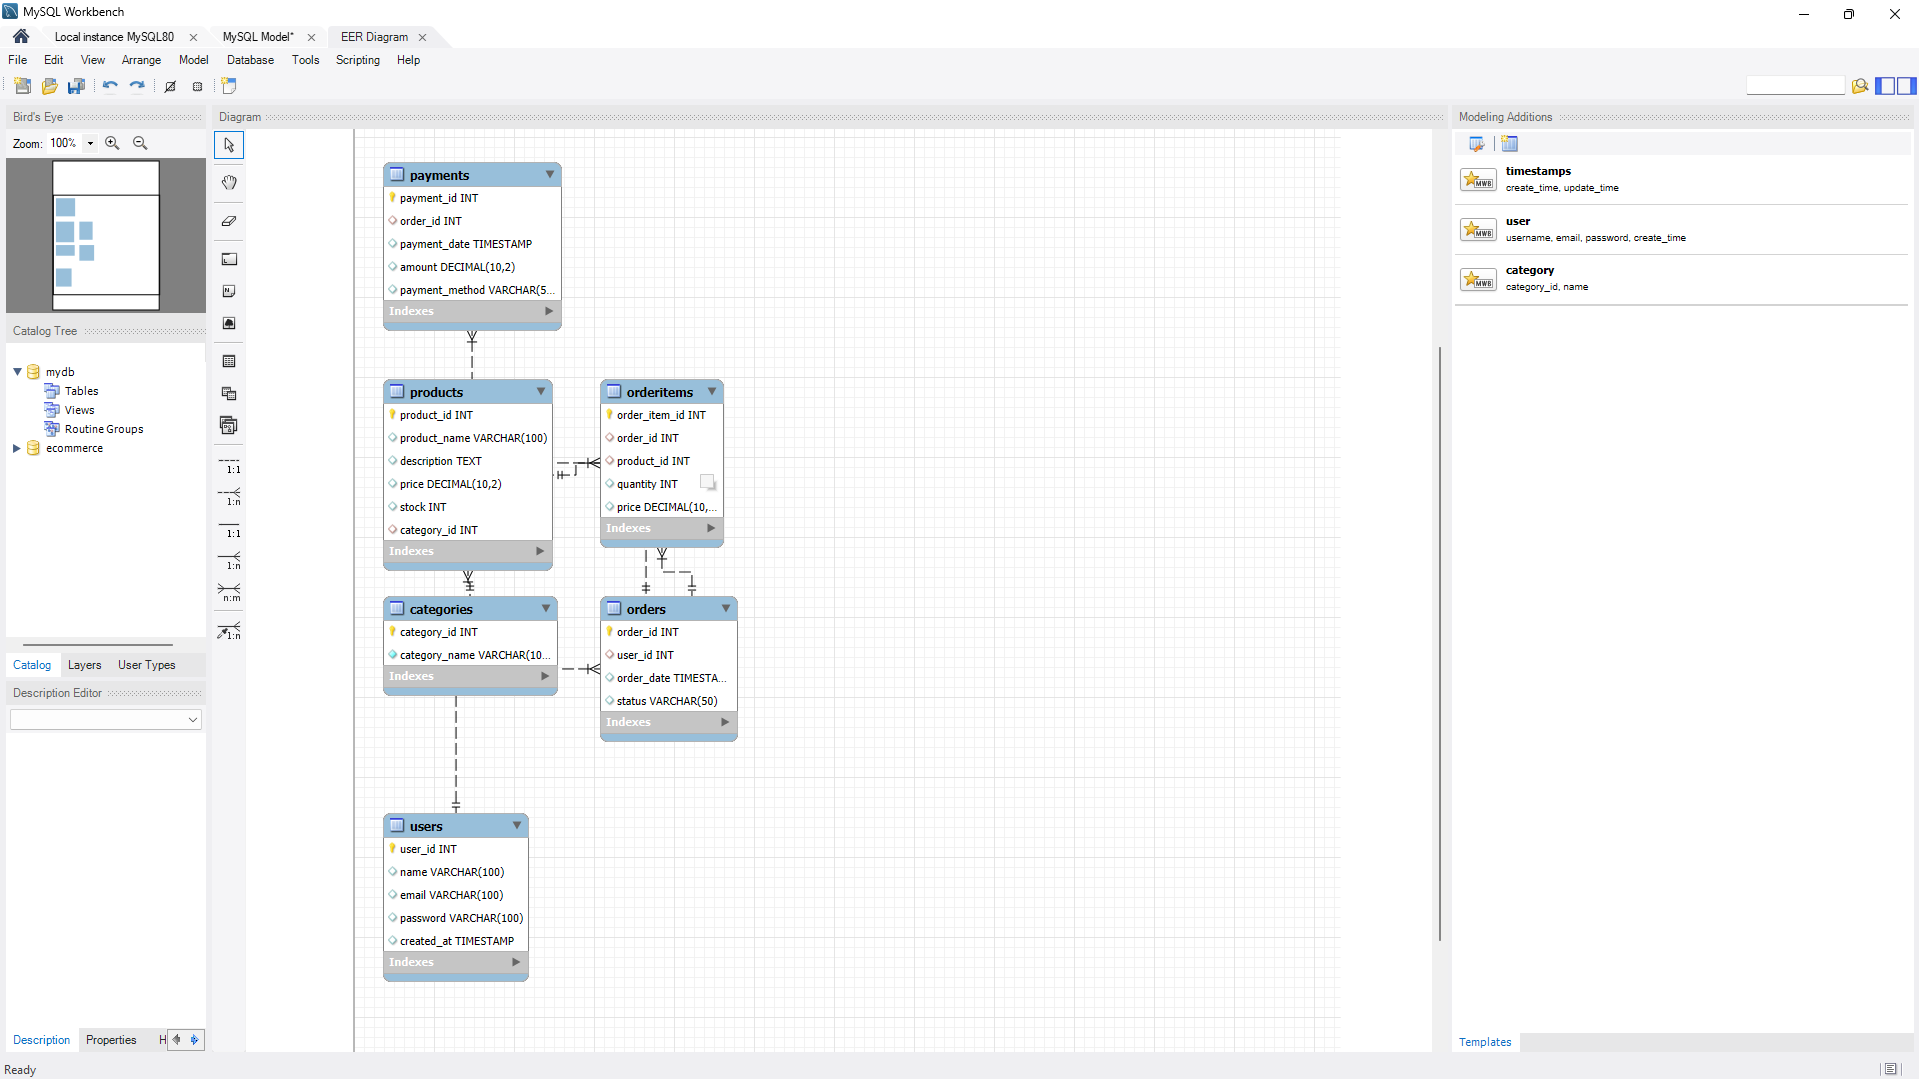 MySQL Workbench
Local instance MySQL80
MySQL Model*
EER Diagram
File Edit View Arrange Model Database Tools Scripting Help
Bird's Eye
Zoom: 100%
Catalog Tree
mydb
Tables
Views
Routine Groups
ecommerce
Catalog Layers User Types
Description Editor
Description Properties H
Ready
Diagram
1:1
1:n
1:1
1:n
n:m
1:n
payments
payment_id INT
order_id INT
payment_date TIMESTAMP
amount DECIMAL(10,2)
payment_method VARCHAR(5...
Indexes
products
product_id INT
product_name VARCHAR(100)
description TEXT
price DECIMAL(10,2)
stock INT
category_id INT
Indexes
orderitems
order_item_id INT
order_id INT
product_id INT
quantity INT
price DECIMAL(10,...
Indexes
categories
category_id INT
category_name VARCHAR(10...
Indexes
orders
order_id INT
user_id INT
order_date TIMESTA...
status VARCHAR(50)
Indexes
users
user_id INT
name VARCHAR(100)
email VARCHAR(100)
password VARCHAR(100)
created_at TIMESTAMP
Indexes
Modeling Additions
MWB
timestamps
create_time, update_time
MWB
user
username, email, password, create_time
MWB
category
category_id, name
Templates